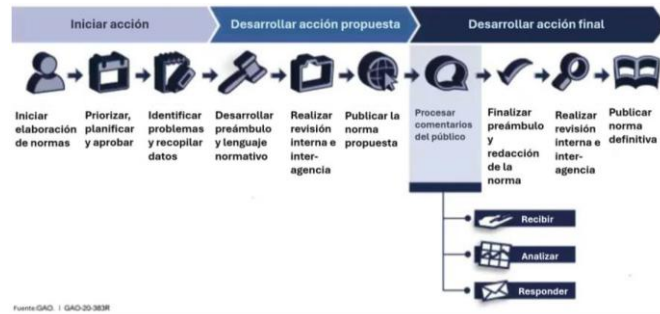 Iniciar acción
Desarrollar acción propuesta
Desarrollar acción final
Iniciar
elaboración
de normas
Priorizar,
planificar
y aprobar
Identificar
problemas
y recopilar
datos
Desarrollar
preámbulo
y lenguaje
normativo
Realizar
revisión
interna e
inter-
agencia
Publicar la
norma
propuesta
Procesar
comentarios
del público
Finalizar
preámbulo
y
redacción
de la
norma
Realizar
revisión
interna e
inter-
agencia
Publicar
norma
definitiva
Recibir
Analizar
Responder
Fuente:GAO. | GAO-20-383R